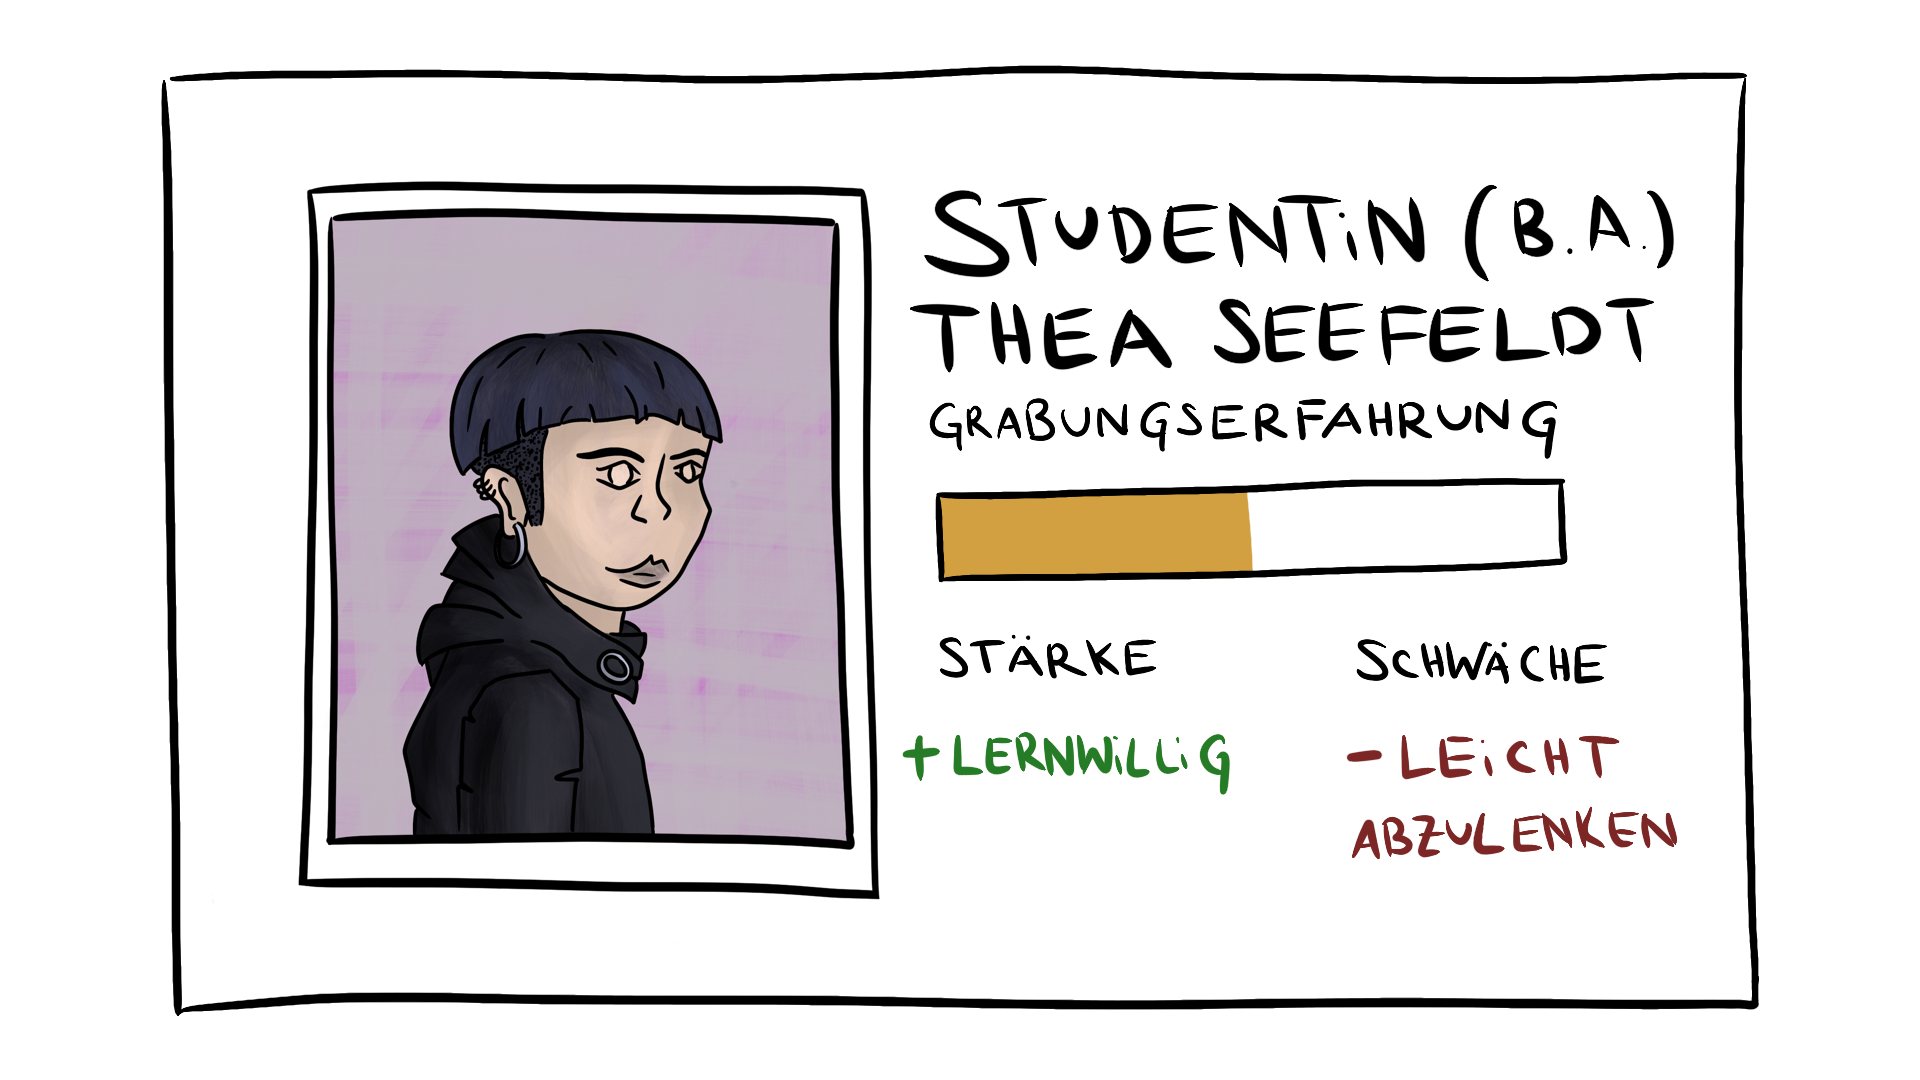 STUDENTiN (B.A.)
THEA SEEFELDT
GRABUNGSERFAHRUNG
STÄRKE
SCHWÄCHE
+ LERNWiLLiG
- LEiCHT
ABZULENKEN